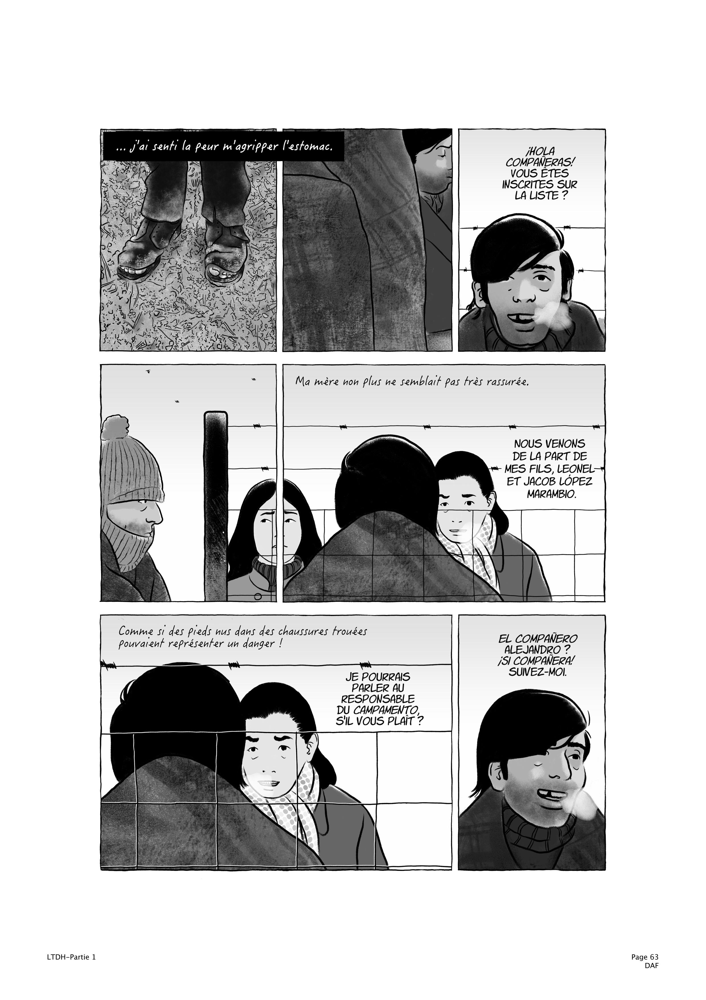 ... j'ai senti la peur m'agripper l'estomac.
¡HOLA
COMPAÑERAS!
VOUS ÊTES
INSCRITES SUR
LA LISTE ?
Ma mère non plus ne semblait pas très rassurée.
NOUS VENONS
DE LA PART DE
MES FILS, LEONEL
ET JACOB LÓPEZ
MARAMBIO.
Comme si des pieds nus dans des chaussures trouées
pouvaient représenter un danger !
JE POURRAIS
PARLER AU
RESPONSABLE
DU CAMPAMENTO,
S'IL VOUS PLAÎT ?
EL COMPAÑERO
ALEJANDRO ?
¡SI COMPAÑERA!
SUIVEZ-MOI.
LTDH-Partie 1
Page 63
DAF